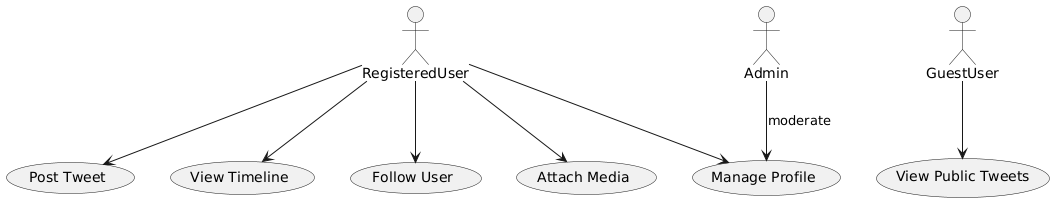 RegisteredUser
Admin
GuestUser
moderate
Post Tweet
View Timeline
Follow User
Attach Media
Manage Profile
View Public Tweets